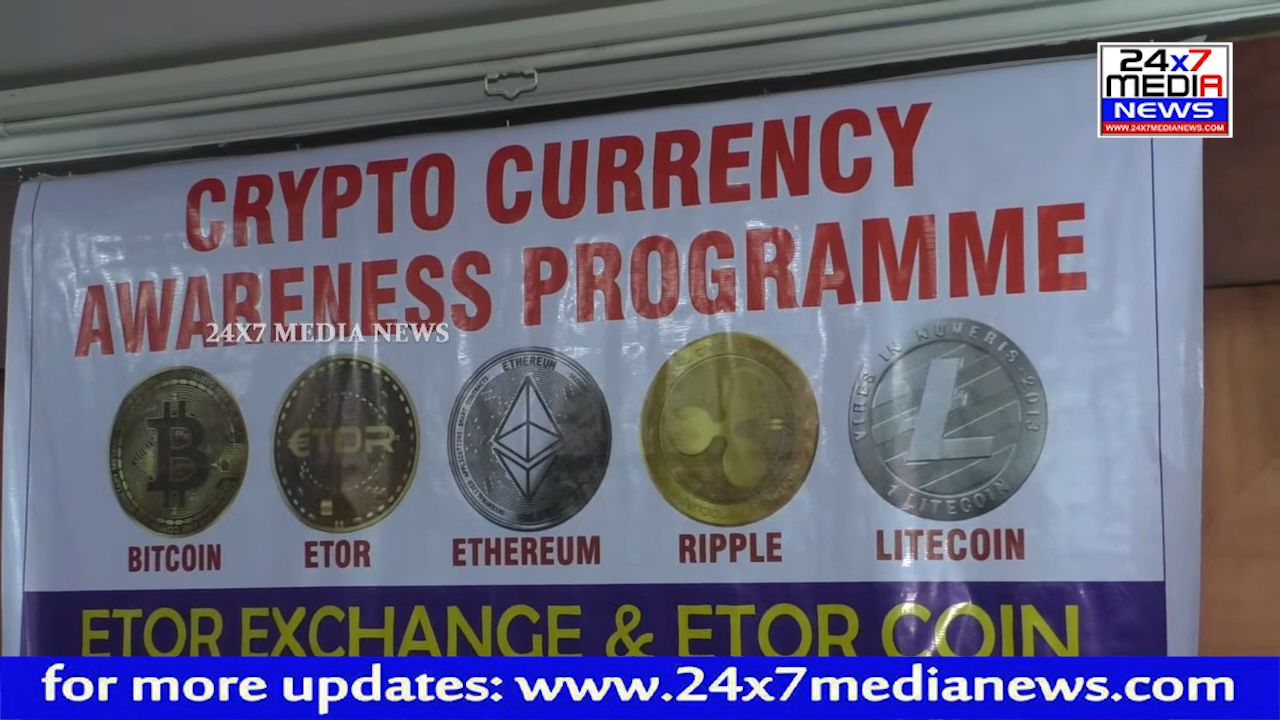 24x7
MEDIA
NEWS
WWW.24X7MEDIANEWS.COM
CRYPTO CURRENCY
AWARENESS PROGRAMME
24X7 MEDIA NEWS
ETOR
ETHEREUM
VIRES IN NUMERIS 2013
1 LITECOIN
BITCOIN
ETOR
ETHEREUM
RIPPLE
LITECOIN
ETOR EXCHANGE & ETOR COIN
for more updates: www.24x7medianews.com